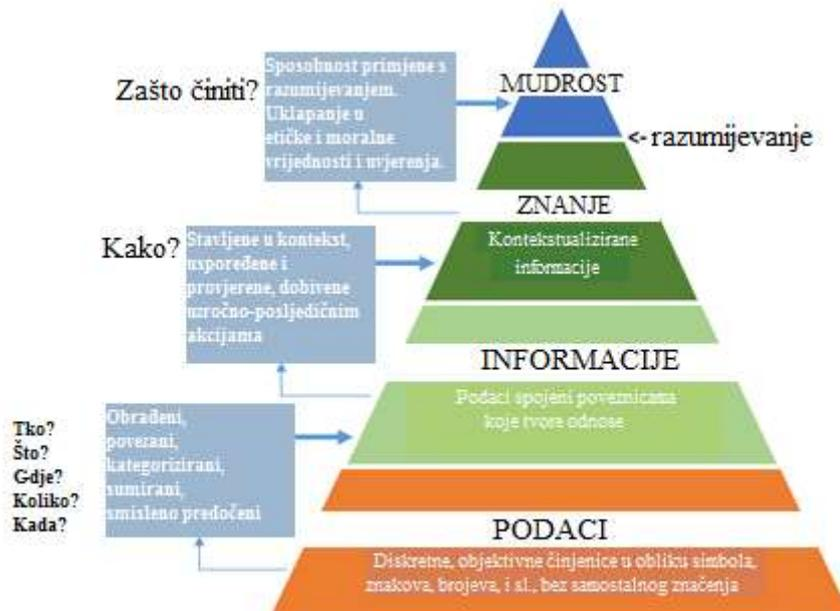 Zašto činiti?
Sposobnost primjene s
razumijevanjem.
Uklapanje u
etičke i moralne
vrijednosti i uvjerenja.
MUDROST
<- razumijevanje
ZNANJE
Kako?
Stavljene u kontekst,
uspoređene i
provjerene, dobivene
uzročno-posljedičnim
akcijama
Kontekstualizirane
informacije
INFORMACIJE
Podaci spojeni poveznicama
koje tvore odnose
Tko?
Što?
Gdje?
Koliko?
Kada?
Obrađeni,
povezani,
kategorizirani,
sumirani,
smisleno predočeni
PODACI
Diskretne, objektivne činjenice u obliku simbola,
znakova, brojeva, i sl., bez samostalnog značenja